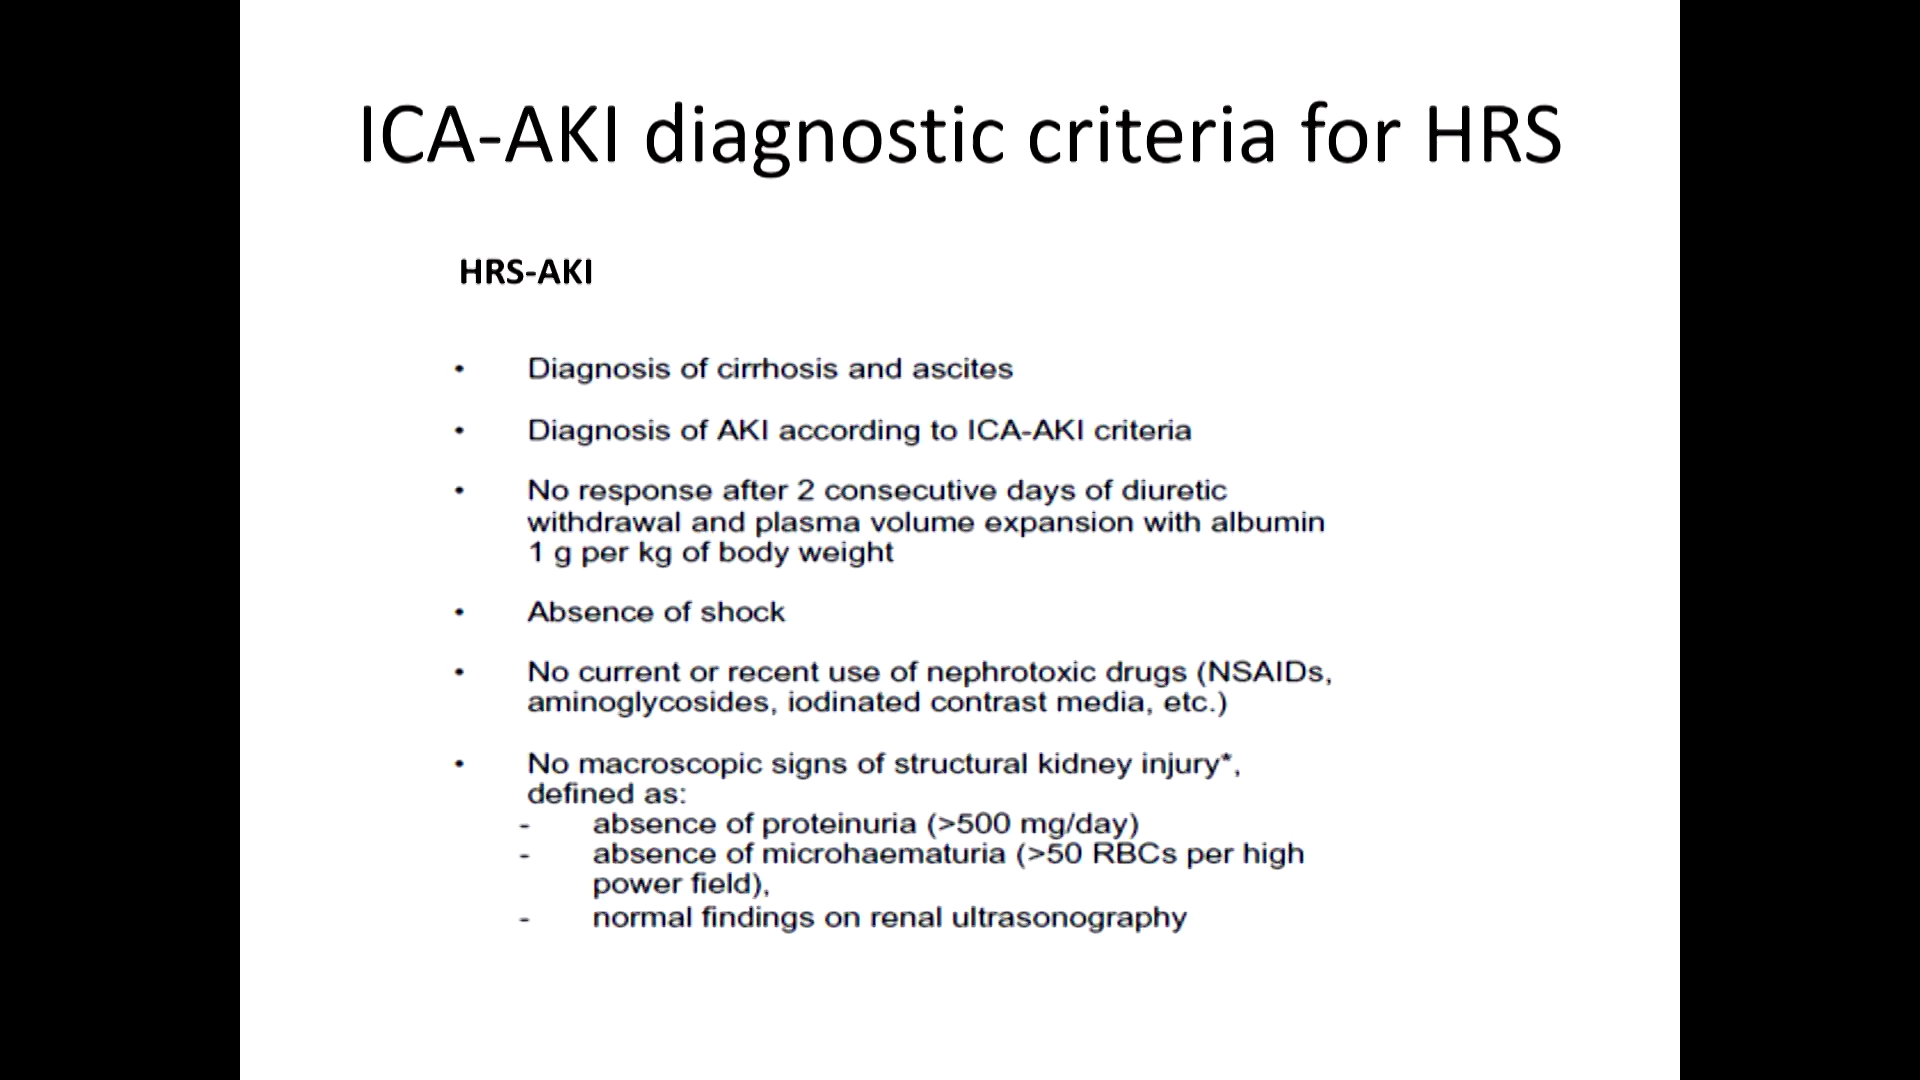 ICA-AKI diagnostic criteria for HRS
HRS-AKI
• Diagnosis of cirrhosis and ascites
• Diagnosis of AKI according to ICA-AKI criteria
• No response after 2 consecutive days of diuretic
withdrawal and plasma volume expansion with albumin
1 g per kg of body weight
• Absence of shock
• No current or recent use of nephrotoxic drugs (NSAIDs,
aminoglycosides, iodinated contrast media, etc.)
• No macroscopic signs of structural kidney injury*,
defined as:
- absence of proteinuria (>500 mg/day)
- absence of microhaematuria (>50 RBCs per high
power field),
- normal findings on renal ultrasonography